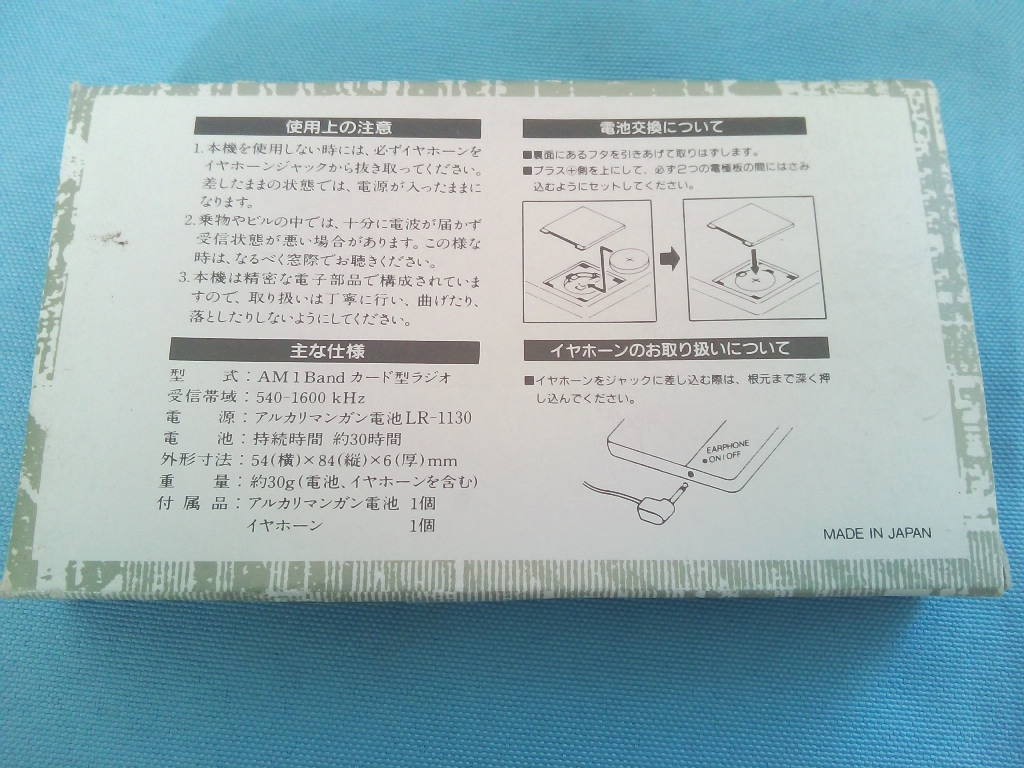 使用上の注意
1.本機を使用しない時には、必ずイヤホーンを
イヤホーンジャックから抜き取ってください。
差したままの状態では、電源が入ったままに
なります。
2.乗物やビルの中では、十分に電波が届かず
受信状態が悪い場合があります。この様な
時は、なるべく窓際でお聴きください。
3.本機は精密な電子部品で構成されていま
すので、取り扱いは丁寧に行い、曲げたり、
落としたりしないようにしてください。
主な仕様
型 式：AM1Band カード型ラジオ
受信帯域：540-1600 kHz
電 源：アルカリマンガン電池LR-1130
電 池：持続時間 約30時間
外形寸法：54(横)×84(縦)×6(厚)mm
重 量：約30g(電池、イヤホーンを含む)
付属品：アルカリマンガン電池 1個
イヤホーン 1個
電池交換について
■裏面にあるフタを引きあげて取りはずします。
■プラス⊕側を上にして、必ず2つの電極板の間にはさみ
込むようにセットしてください。
イヤホーンのお取り扱いについて
■イヤホーンをジャックに差し込む際は、根元まで深く押
し込んでください。
EARPHONE
●ON/OFF
MADE IN JAPAN